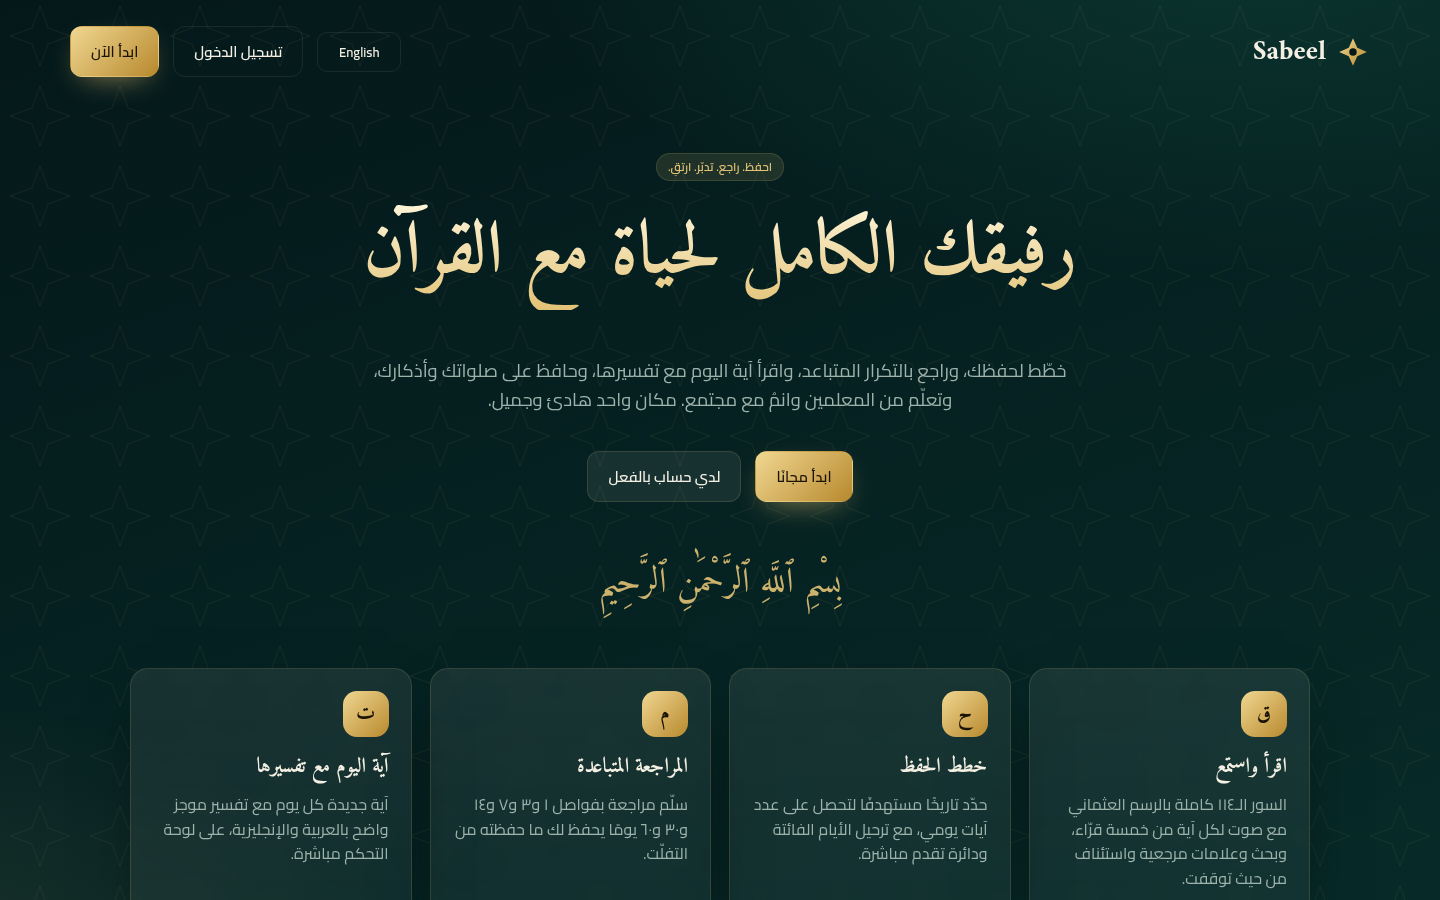 Sabeel
English
تسجيل الدخول
ابدأ الآن
احفظ. راجع. تدبّر. ارتقِ.
رفيقك الكامل لحياة مع القرآن
خطّط لحفظك، وراجع بالتكرار المتباعد، واقرأ آية اليوم مع تفسيرها، وحافظ على صلواتك وأذكارك،
وتعلّم من المعلمين وانمُ مع مجتمع. مكان واحد هادئ وجميل.
ابدأ مجانًا
لدي حساب بالفعل
بِسْمِ ٱللَّهِ ٱلرَّحْمَٰنِ ٱلرَّحِيمِ
ق
اقرأ واستمع
السور الـ١١٤ كاملة بالرسم العثماني
مع صوت لكل آية من خمسة قرّاء،
وبحث وعلامات مرجعية واستئناف
من حيث توقفت.
ح
خطط الحفظ
حدّد تاريخًا مستهدفًا لتحصل على عدد
آيات يومي، مع ترحيل الأيام الفائتة
ودائرة تقدم مباشرة.
م
المراجعة المتباعدة
سلّم مراجعة بفواصل ١ و٣ و٧ و١٤
و٣٠ و٦٠ يومًا يحفظ لك ما حفظته من
التفلّت.
ت
آية اليوم مع تفسيرها
آية جديدة كل يوم مع تفسير موجز
واضح بالعربية والإنجليزية، على لوحة
التحكم مباشرة.